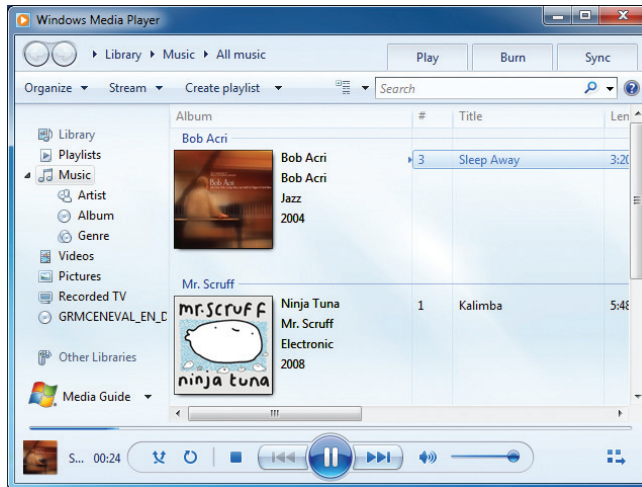 Windows Media Player
Library Music All music
Play Burn Sync
Organize Stream Create playlist Search
Album # Title Len
Bob Acri
Bob Acri 3 Sleep Away 3:20
Bob Acri
Jazz
2004
Library
Playlists
Music
Artist
Album
Genre
Videos
Pictures
Recorded TV
GRMCENEVAL_EN_D
Other Libraries
Media Guide
Mr. Scruff
mr.scruff
ninja tuna
Ninja Tuna 1 Kalimba 5:48
Mr. Scruff
Electronic
2008
S... 00:24